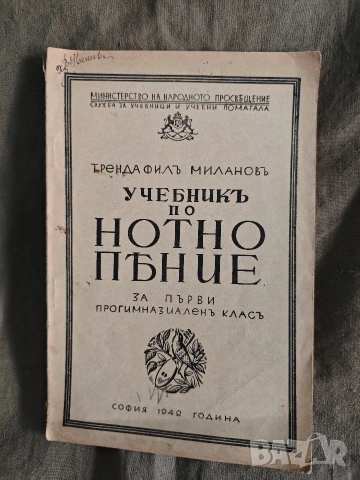 МИНИСТЕРСТВО НА НАРОДНОТО ПРОСВѢЩЕНИЕ
СЛУЖБА ЗА УЧЕБНИЦИ И УЧЕБНИ ПОМАГАЛА
ТРЕНДАФИЛЪ МИЛАНОВЪ
УЧЕБНИКЪ
ПО
НОТНО
ПѢНИЕ
ЗА ПЪРВИ
ПРОГИМНАЗИАЛЕНЪ КЛАСЪ
СОФИЯ 1942 ГОДИНА
BAZAR